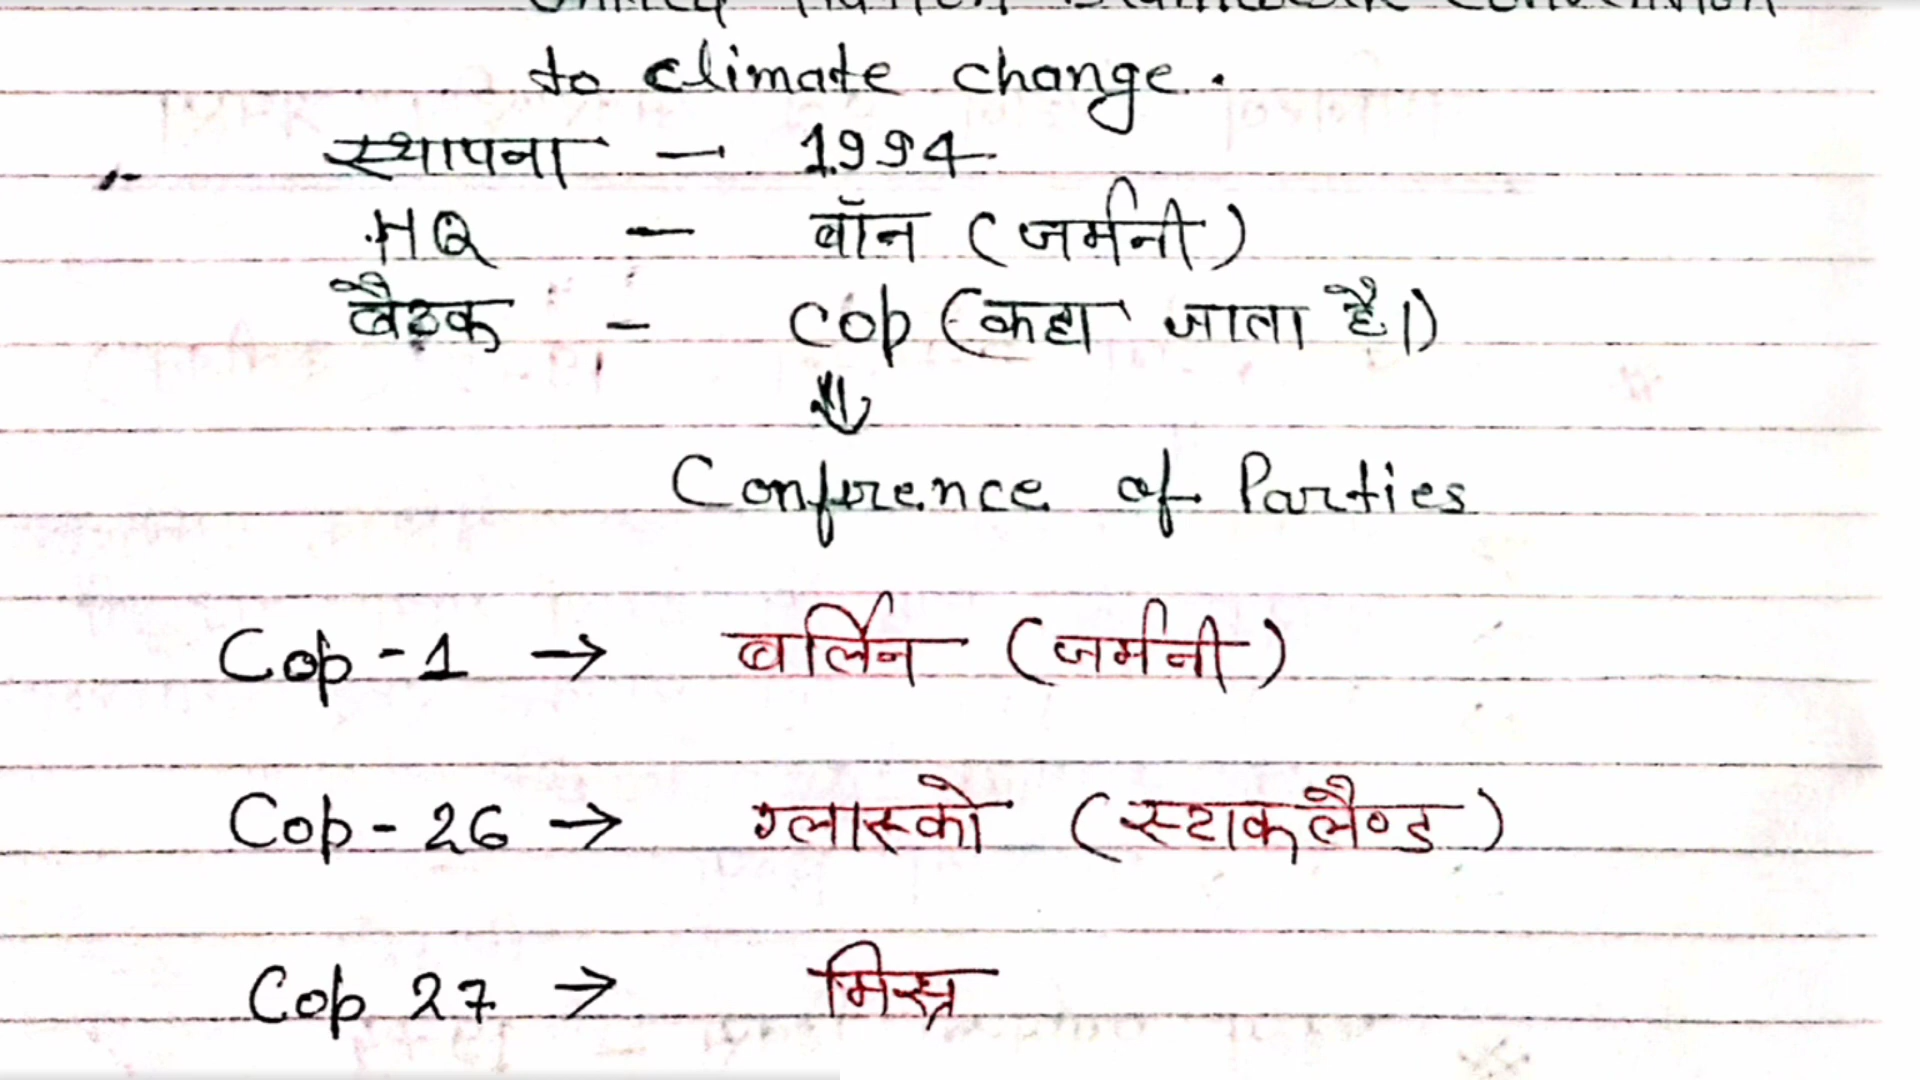 to climate change.
स्थापना - 1994
HQ - बॉन (जर्मनी)
बैठक - Cop (कहा जाता है।)
Conference of Parties
Cop - 1 → बर्लिन (जर्मनी)
Cop - 26 → ग्लास्को (स्टाकलैण्ड)
Cop 27 → मिस्र